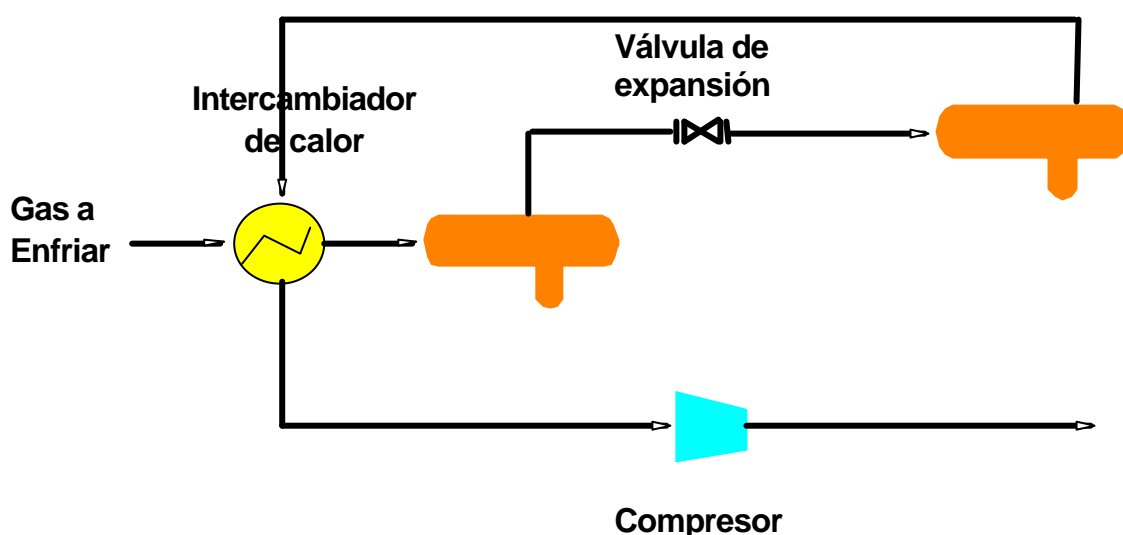 Válvula de
expansión
Intercambiador
de calor
Gas a
Enfriar
Compresor